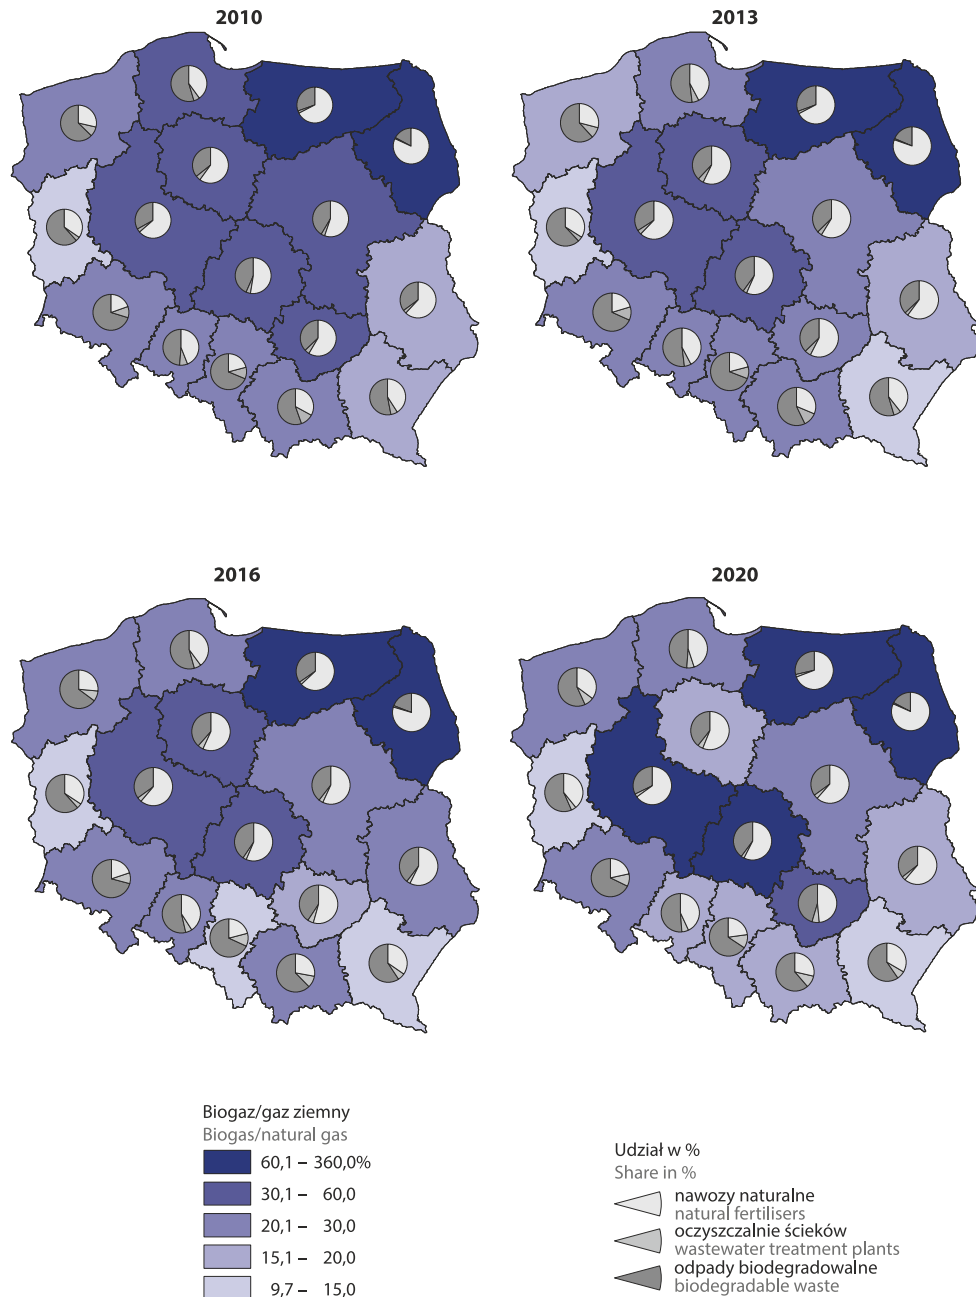 2010
2013
2016
2020
Biogaz/gaz ziemny
Biogas/natural gas
60,1 – 360,0%
30,1 – 60,0
20,1 – 30,0
15,1 – 20,0
9,7 – 15,0
Udział w %
Share in %
nawozy naturalne
natural fertilisers
oczyszczalnie ścieków
wastewater treatment plants
odpady biodegradowalne
biodegradable waste